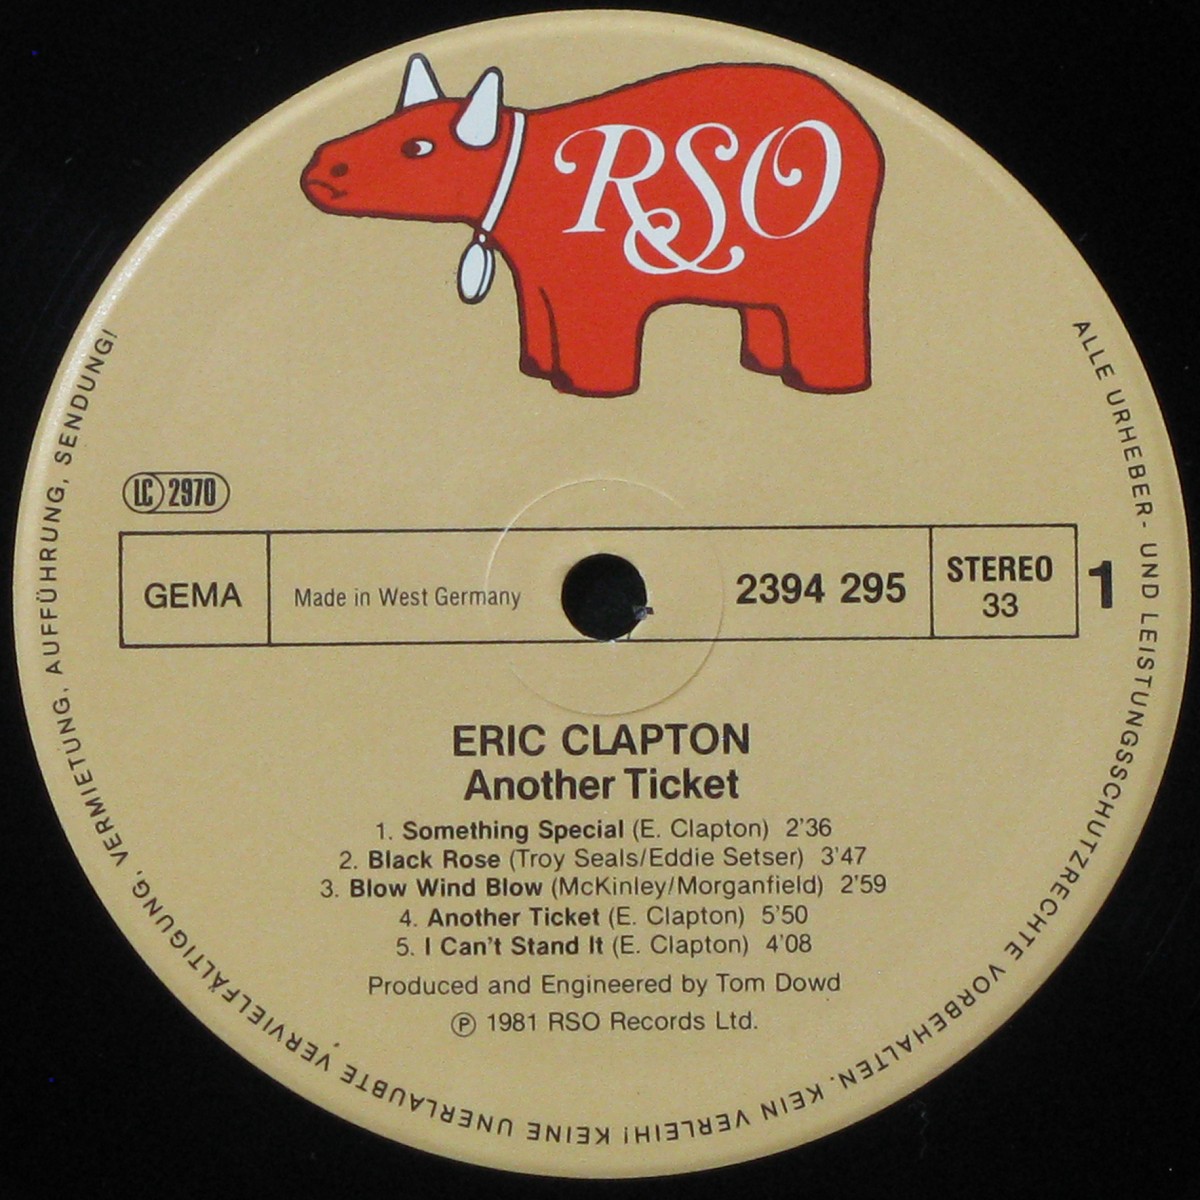 RSO
ALLE URHEBER- UND LEISTUNGSSCHUTZRECHTE VORBEHALTEN. KEIN VERLEIH! KEINE UNERLAUBTE VERVIELFÄLTIGUNG, VERMIETUNG, AUFFÜHRUNG, SENDUNG!
LC 2970
GEMA
Made in West Germany
2394 295
STEREO
33
1
ERIC CLAPTON
Another Ticket
1. Something Special (E. Clapton) 2'36
2. Black Rose (Troy Seals/Eddie Setser) 3'47
3. Blow Wind Blow (McKinley/Morganfield) 2'59
4. Another Ticket (E. Clapton) 5'50
5. I Can't Stand It (E. Clapton) 4'08
Produced and Engineered by Tom Dowd
℗ 1981 RSO Records Ltd.